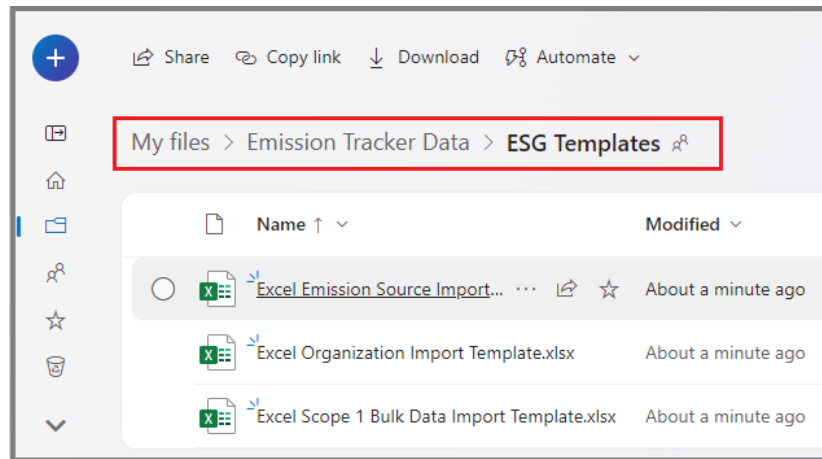 Share Copy link Download Automate
My files > Emission Tracker Data > ESG Templates
Name ↑ Modified
Excel Emission Source Import... ··· About a minute ago
Excel Organization Import Template.xlsx About a minute ago
Excel Scope 1 Bulk Data Import Template.xlsx About a minute ago